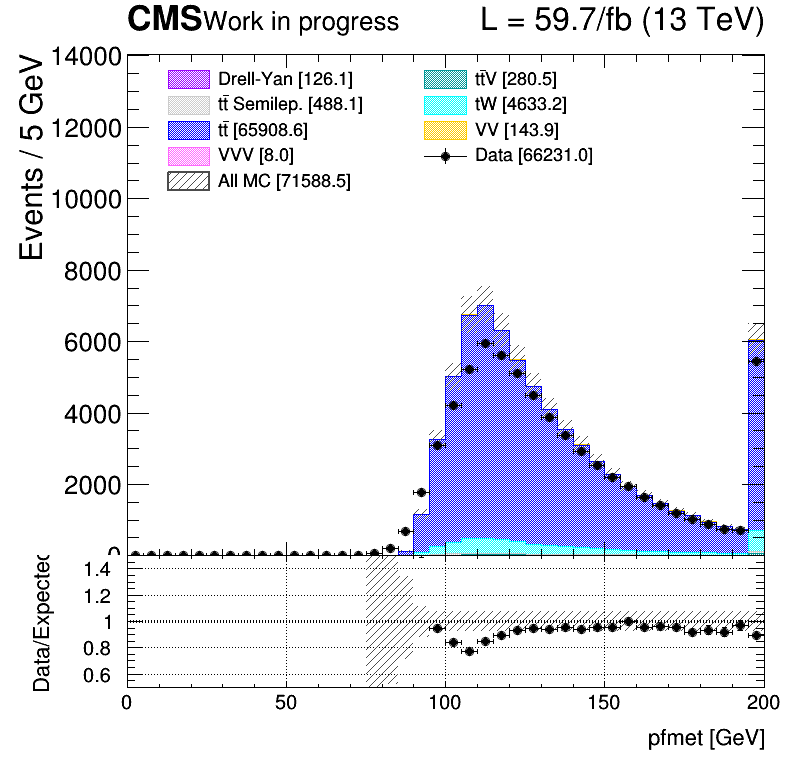 CMS Work in progress L = 59.7/fb (13 TeV)
Events / 5 GeV
14000
12000
10000
8000
6000
4000
2000
0
Drell-Yan [126.1]
tt̄ Semilep. [488.1]
tt̄ [65908.6]
VVV [8.0]
All MC [71588.5]
tt̄V [280.5]
tW [4633.2]
VV [143.9]
Data [66231.0]
Data/Expected
1.4
1.2
1
0.8
0.6
0 50 100 150 200
pfmet [GeV]